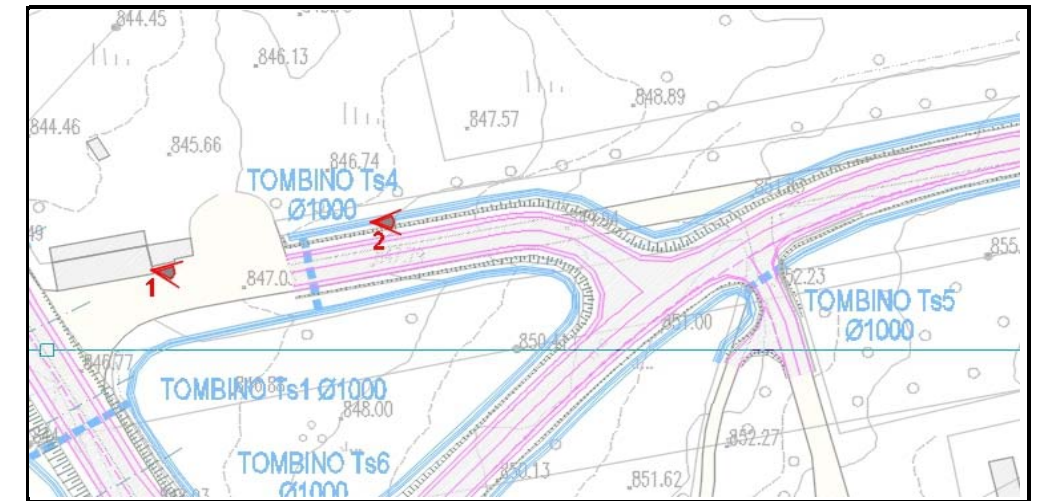 844.45
846.13
848.89
844.46
847.57
845.66
846.74
TOMBINO Ts4
Ø1000
2
855.
1
847.0
852.23
TOMBINO Ts5
Ø1000
851.00
850.41
846.77
TOMBINO Ts1 Ø1000
848.00
852.27
TOMBINO Ts6
Ø1000
850.13
851.62